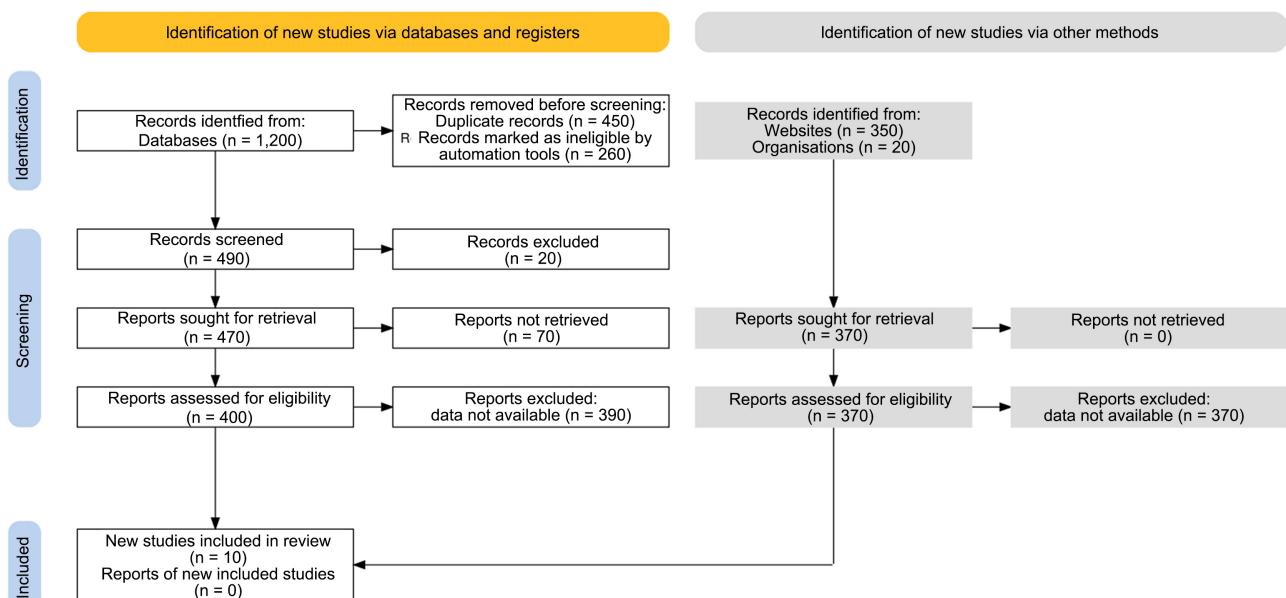 Identification of new studies via databases and registers
Identification of new studies via other methods
Identification
Records identfied from:
Databases (n = 1,200)
Records removed before screening:
Duplicate records (n = 450)
R Records marked as ineligible by
automation tools (n = 260)
Records identified from:
Websites (n = 350)
Organisations (n = 20)
Screening
Records screened
(n = 490)
Records excluded
(n = 20)
Reports sought for retrieval
(n = 470)
Reports not retrieved
(n = 70)
Reports sought for retrieval
(n = 370)
Reports not retrieved
(n = 0)
Reports assessed for eligibility
(n = 400)
Reports excluded:
data not available (n = 390)
Reports assessed for eligibility
(n = 370)
Reports excluded:
data not available (n = 370)
Included
New studies included in review
(n = 10)
Reports of new included studies
(n = 0)